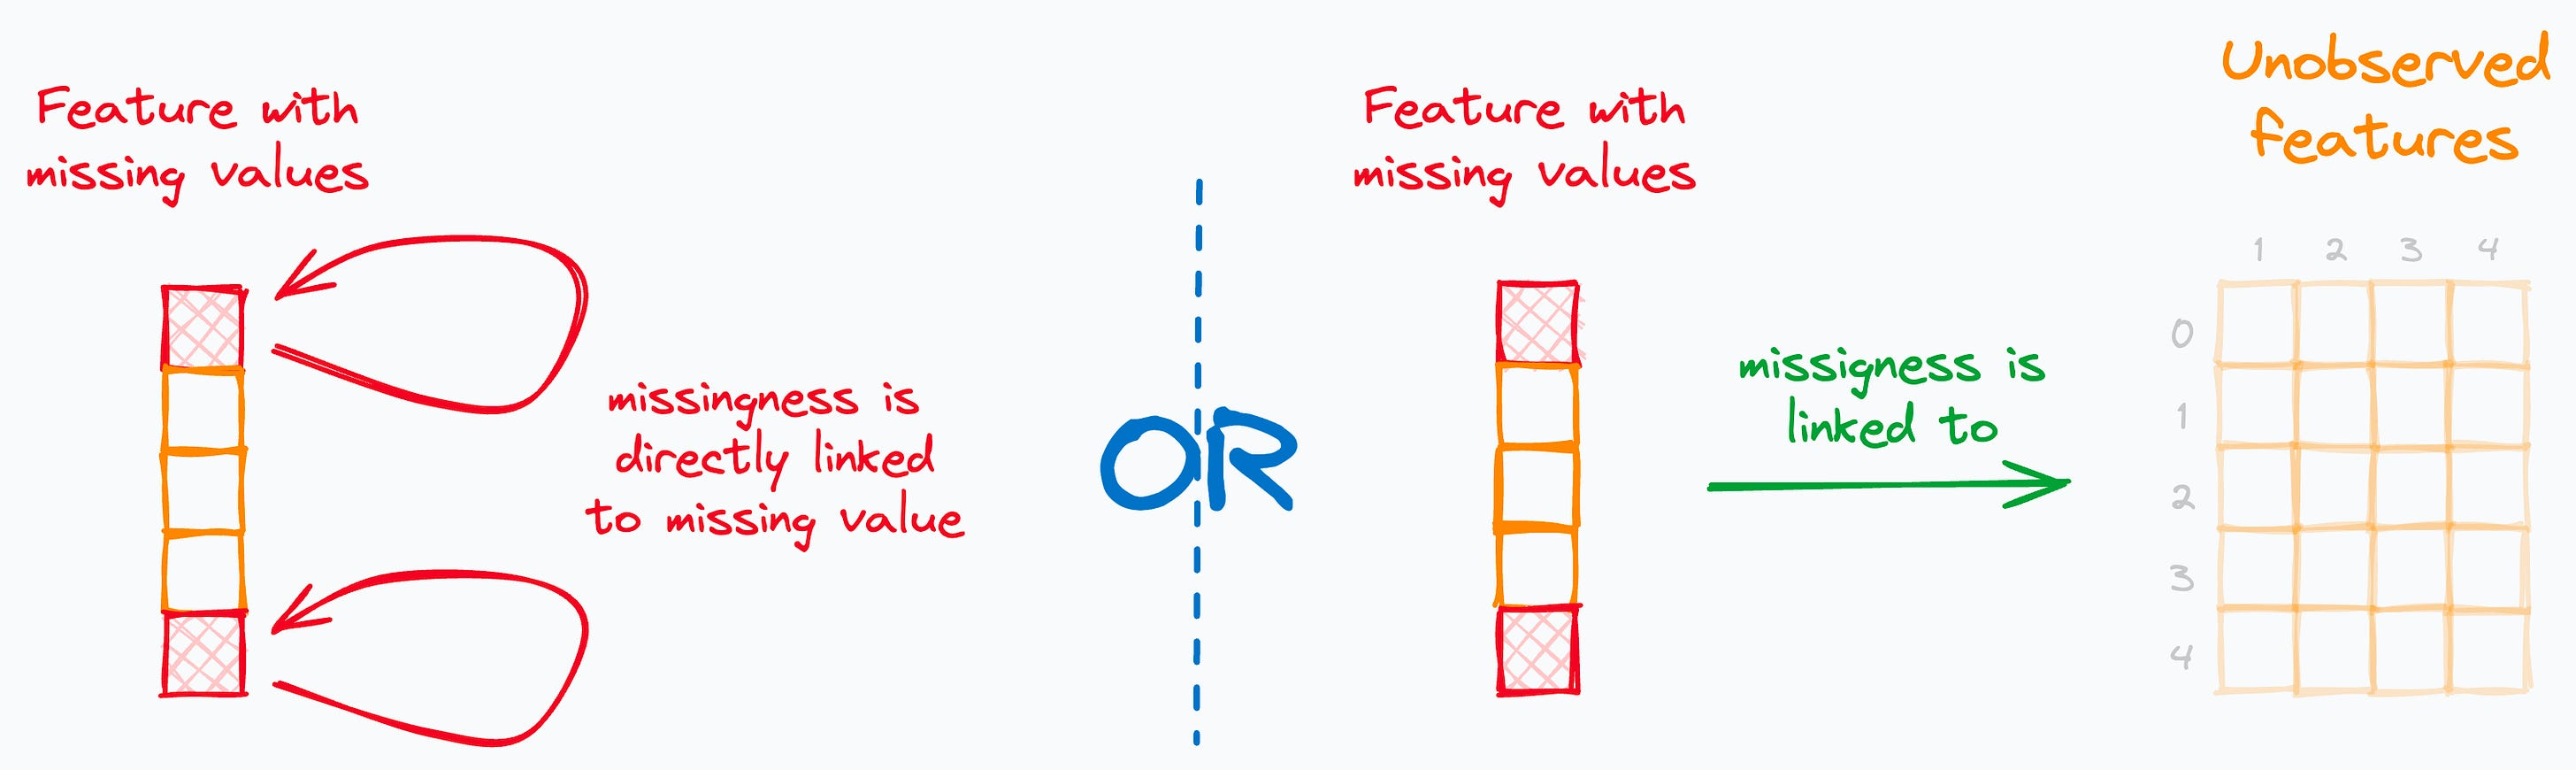 Feature with
missing values
missingness is
directly linked
to missing value
OR
Feature with
missing values
missigness is
linked to
Unobserved
features
1 2 3 4
0
1
2
3
4